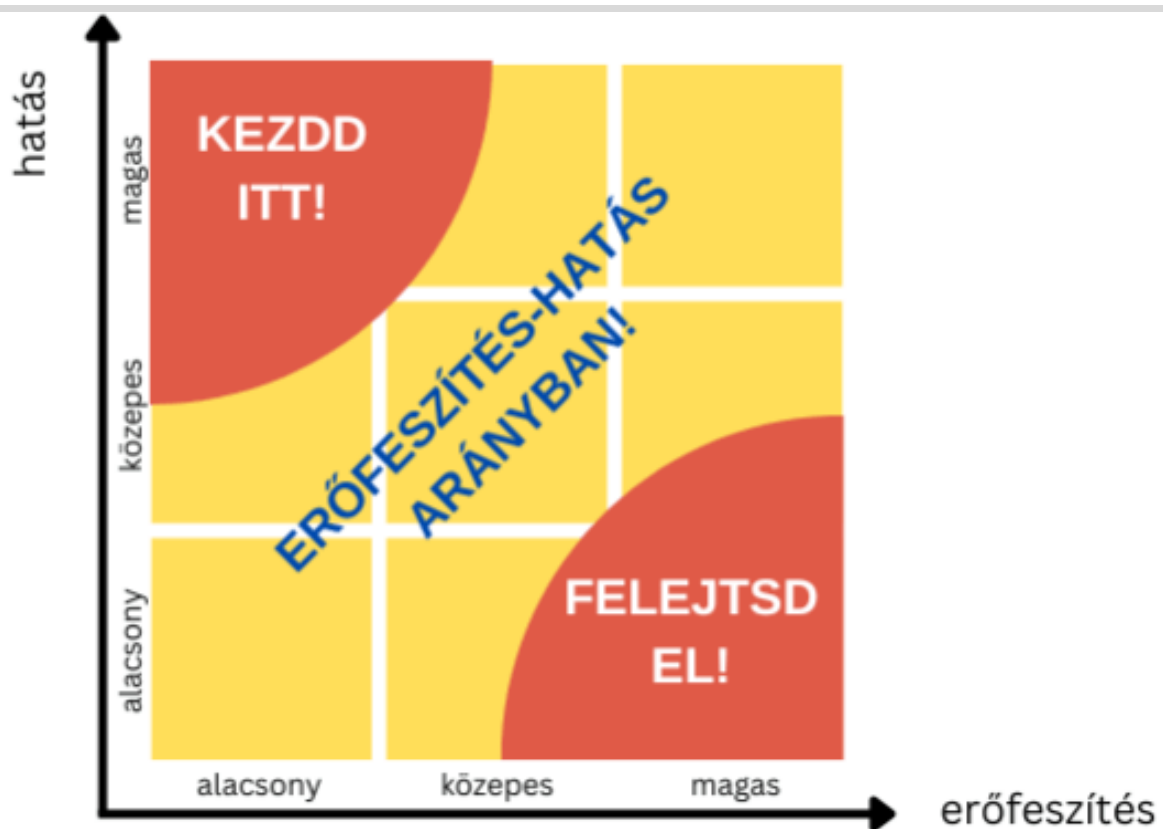 hatás
magas
közepes
alacsony
KEZDD
ITT!
ERŐFESZÍTÉS-HATÁS
ARÁNYBAN!
FELEJTSD
EL!
alacsony
közepes
magas
erőfeszítés